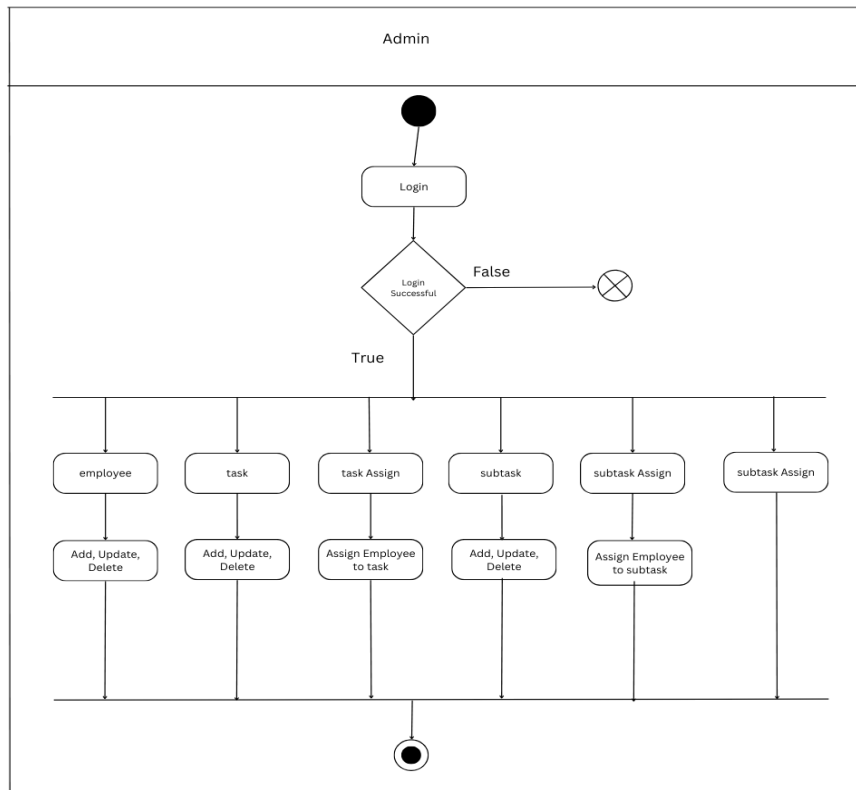 Admin
Login
Login
Successful
False
True
employee
task
task Assign
subtask
subtask Assign
subtask Assign
Add, Update,
Delete
Add, Update,
Delete
Assign Employee
to task
Add, Update,
Delete
Assign Employee
to subtask